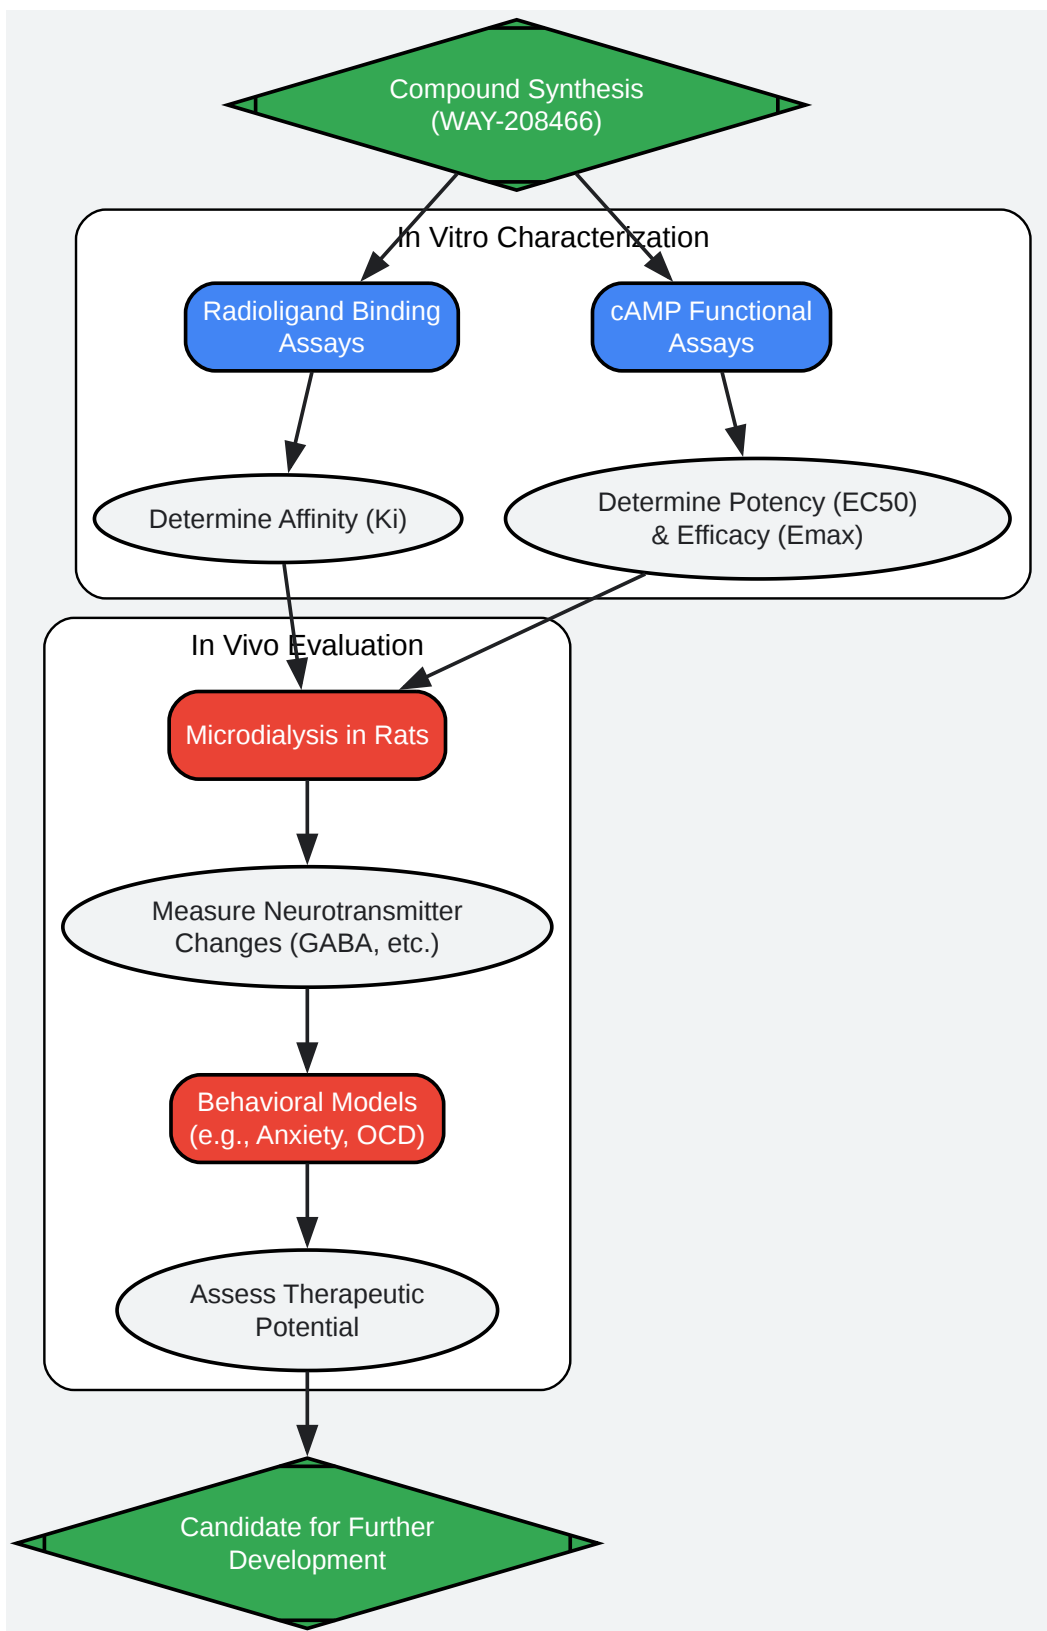 Compound Synthesis
(WAY-208466)
In Vitro Characterization
Radioligand Binding
Assays
cAMP Functional
Assays
Determine Affinity (Ki)
Determine Potency (EC50)
& Efficacy (Emax)
In Vivo Evaluation
Microdialysis in Rats
Measure Neurotransmitter
Changes (GABA, etc.)
Behavioral Models
(e.g., Anxiety, OCD)
Assess Therapeutic
Potential
Candidate for Further
Development